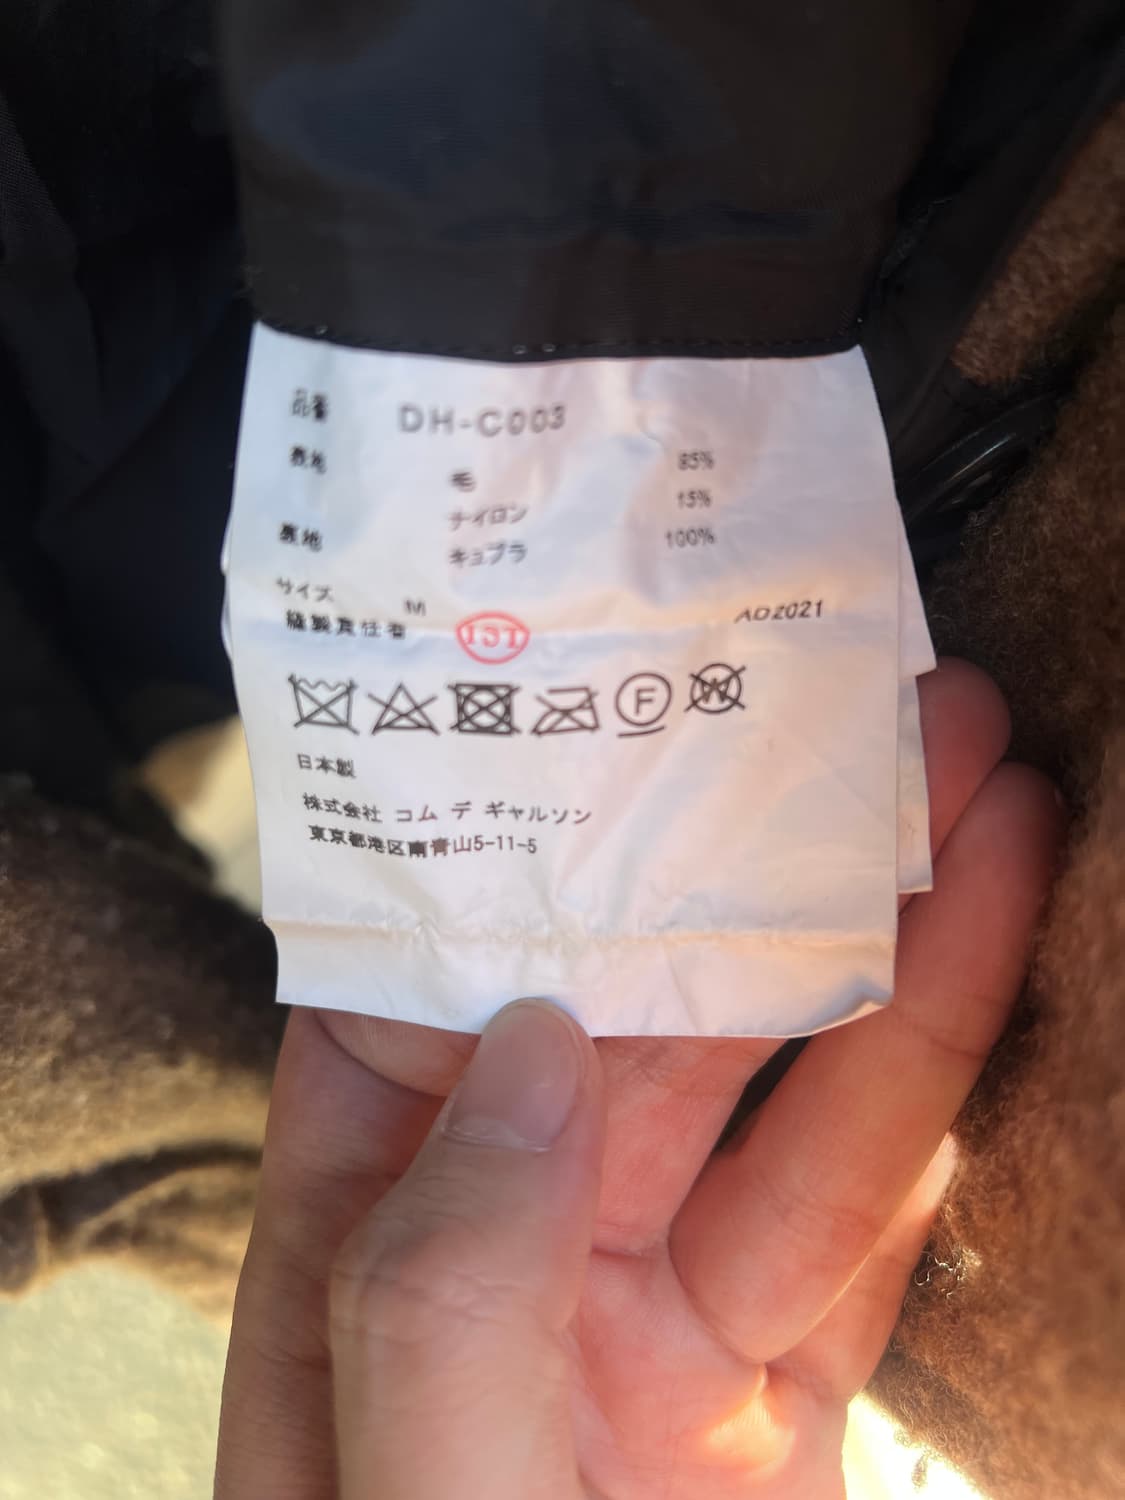 品番 DH-C003
表地 毛 85%
ナイロン 15%
裏地 キュプラ 100%
サイズ M
縫製責任者 IST AD2021
F W
日本製
株式会社 コム デ ギャルソン
東京都港区南青山5-11-5